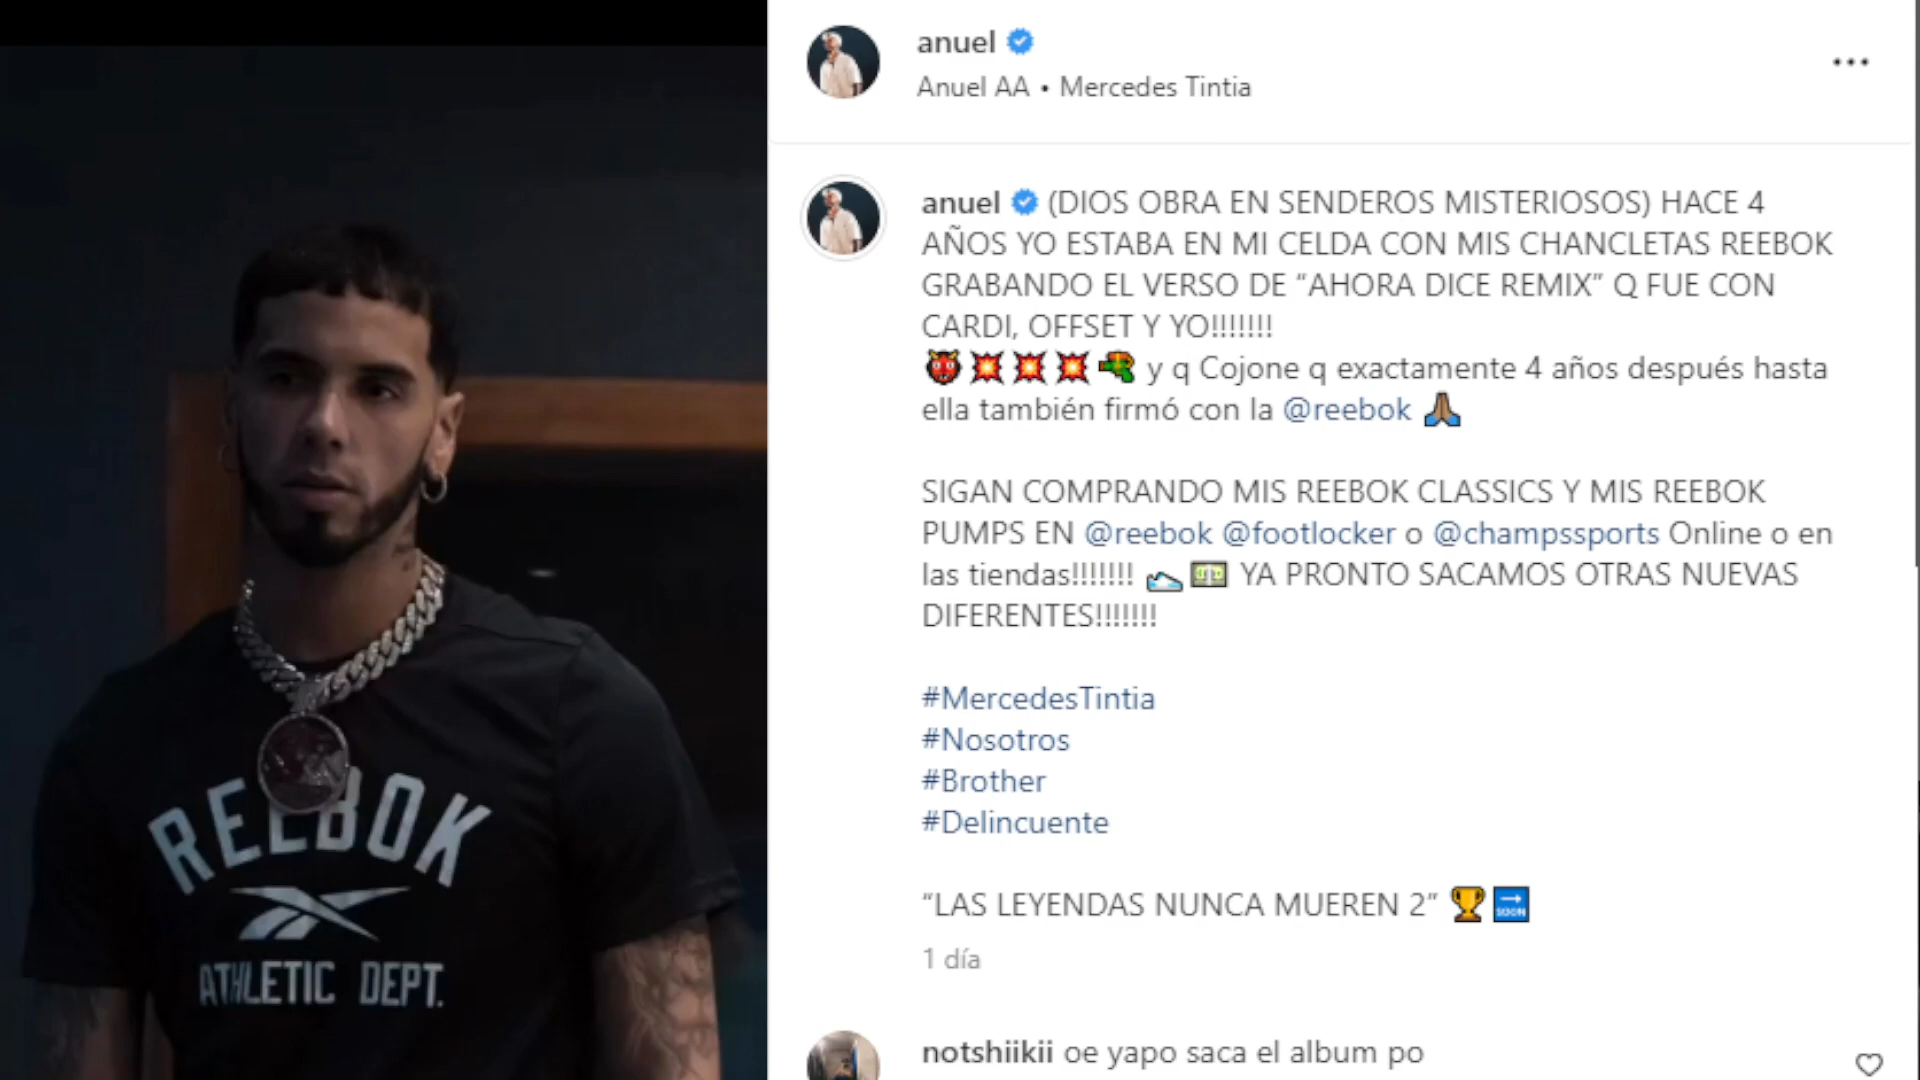 anuel
Anuel AA • Mercedes Tintia
anuel (DIOS OBRA EN SENDEROS MISTERIOSOS) HACE 4
AÑOS YO ESTABA EN MI CELDA CON MIS CHANCLETAS REEBOK
GRABANDO EL VERSO DE “AHORA DICE REMIX” Q FUE CON
CARDI, OFFSET Y YO!!!!!!!
👹💥💥💥🔫 y q Cojone q exactamente 4 años después hasta
ella también firmó con la @reebok 🙏🏽
SIGAN COMPRANDO MIS REEBOK CLASSICS Y MIS REEBOK
PUMPS EN @reebok @footlocker o @champssports Online o en
las tiendas!!!!!!! 👟💵 YA PRONTO SACAMOS OTRAS NUEVAS
DIFERENTES!!!!!!!
#MercedesTintia
#Nosotros
#Brother
#Delincuente
“LAS LEYENDAS NUNCA MUEREN 2” 🏆🔜
1 día
notshiikii oe yapo saca el album po
REEBOK
ATHLETIC DEPT.